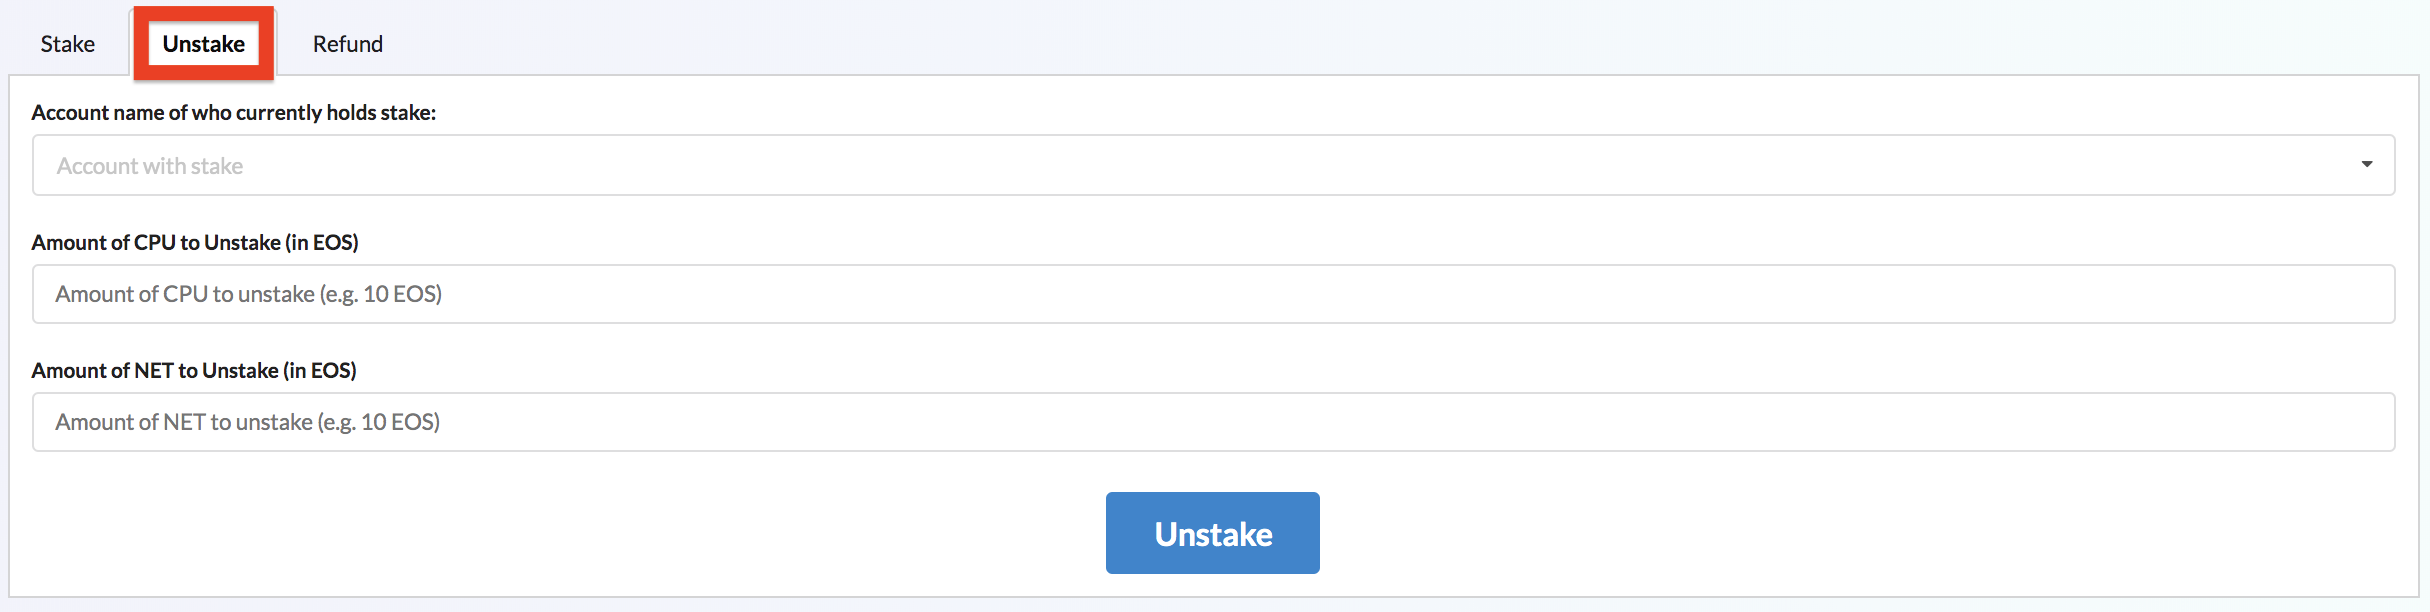 Stake Unstake Refund
Account name of who currently holds stake:
Account with stake
Amount of CPU to Unstake (in EOS)
Amount of CPU to unstake (e.g. 10 EOS)
Amount of NET to Unstake (in EOS)
Amount of NET to unstake (e.g. 10 EOS)
Unstake